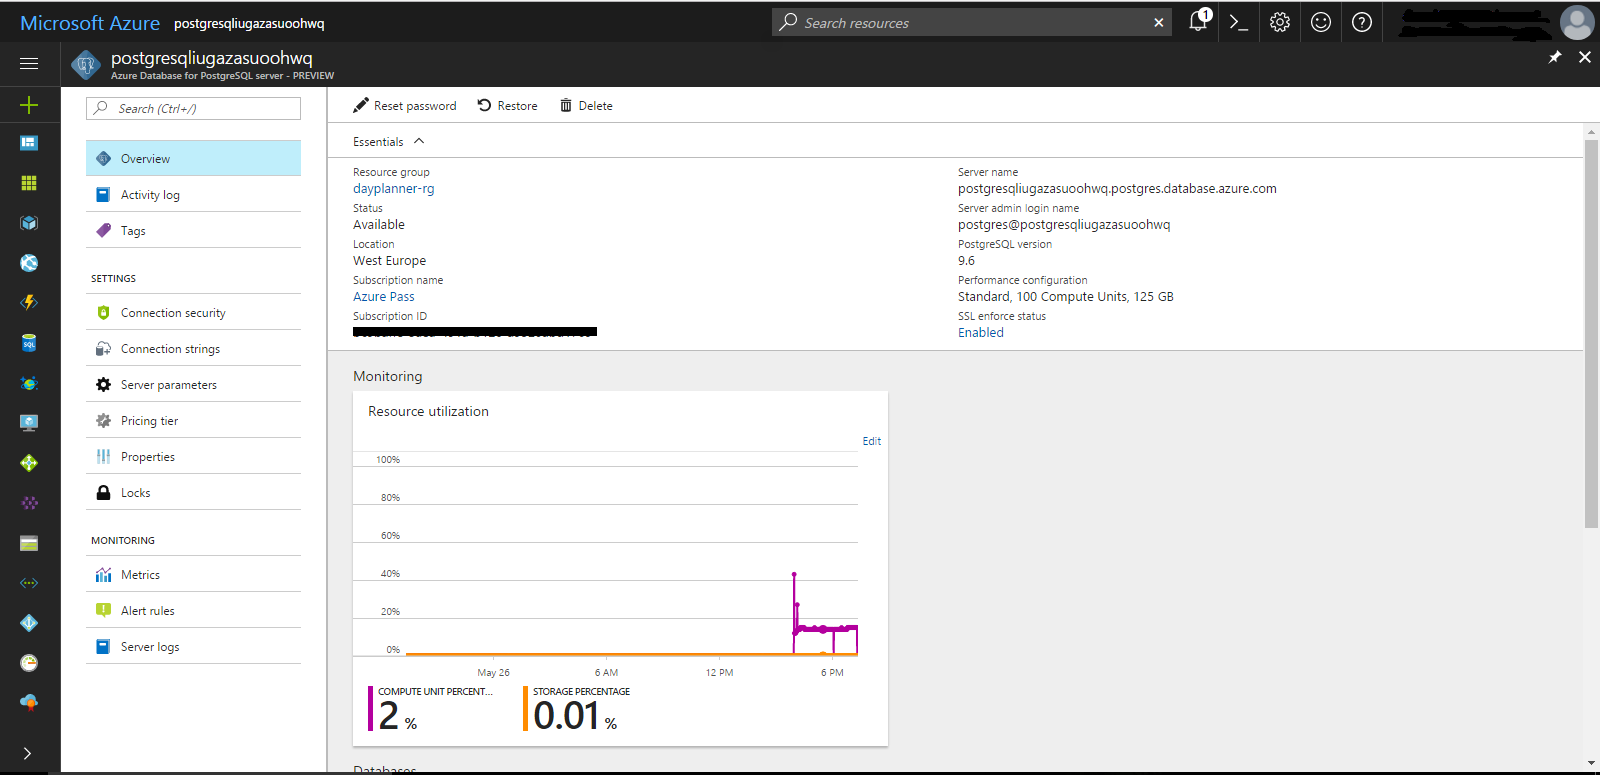 Microsoft Azure postgresqliugazasuoohwq
Search resources
1
postgresqliugazasuoohwq
Azure Database for PostgreSQL server - PREVIEW
Search (Ctrl+/)
Overview
Activity log
Tags
SETTINGS
Connection security
Connection strings
Server parameters
Pricing tier
Properties
Locks
MONITORING
Metrics
Alert rules
Server logs
Reset password Restore Delete
Essentials
Resource group
dayplanner-rg
Status
Available
Location
West Europe
Subscription name
Azure Pass
Subscription ID
Server name
postgresqliugazasuoohwq.postgres.database.azure.com
Server admin login name
postgres@postgresqliugazasuoohwq
PostgreSQL version
9.6
Performance configuration
Standard, 100 Compute Units, 125 GB
SSL enforce status
Enabled
Monitoring
Resource utilization
Edit
100%
80%
60%
40%
20%
0%
May 26 6 AM 12 PM 6 PM
COMPUTE UNIT PERCENT...
2 %
STORAGE PERCENTAGE
0.01 %
Databases
SQL